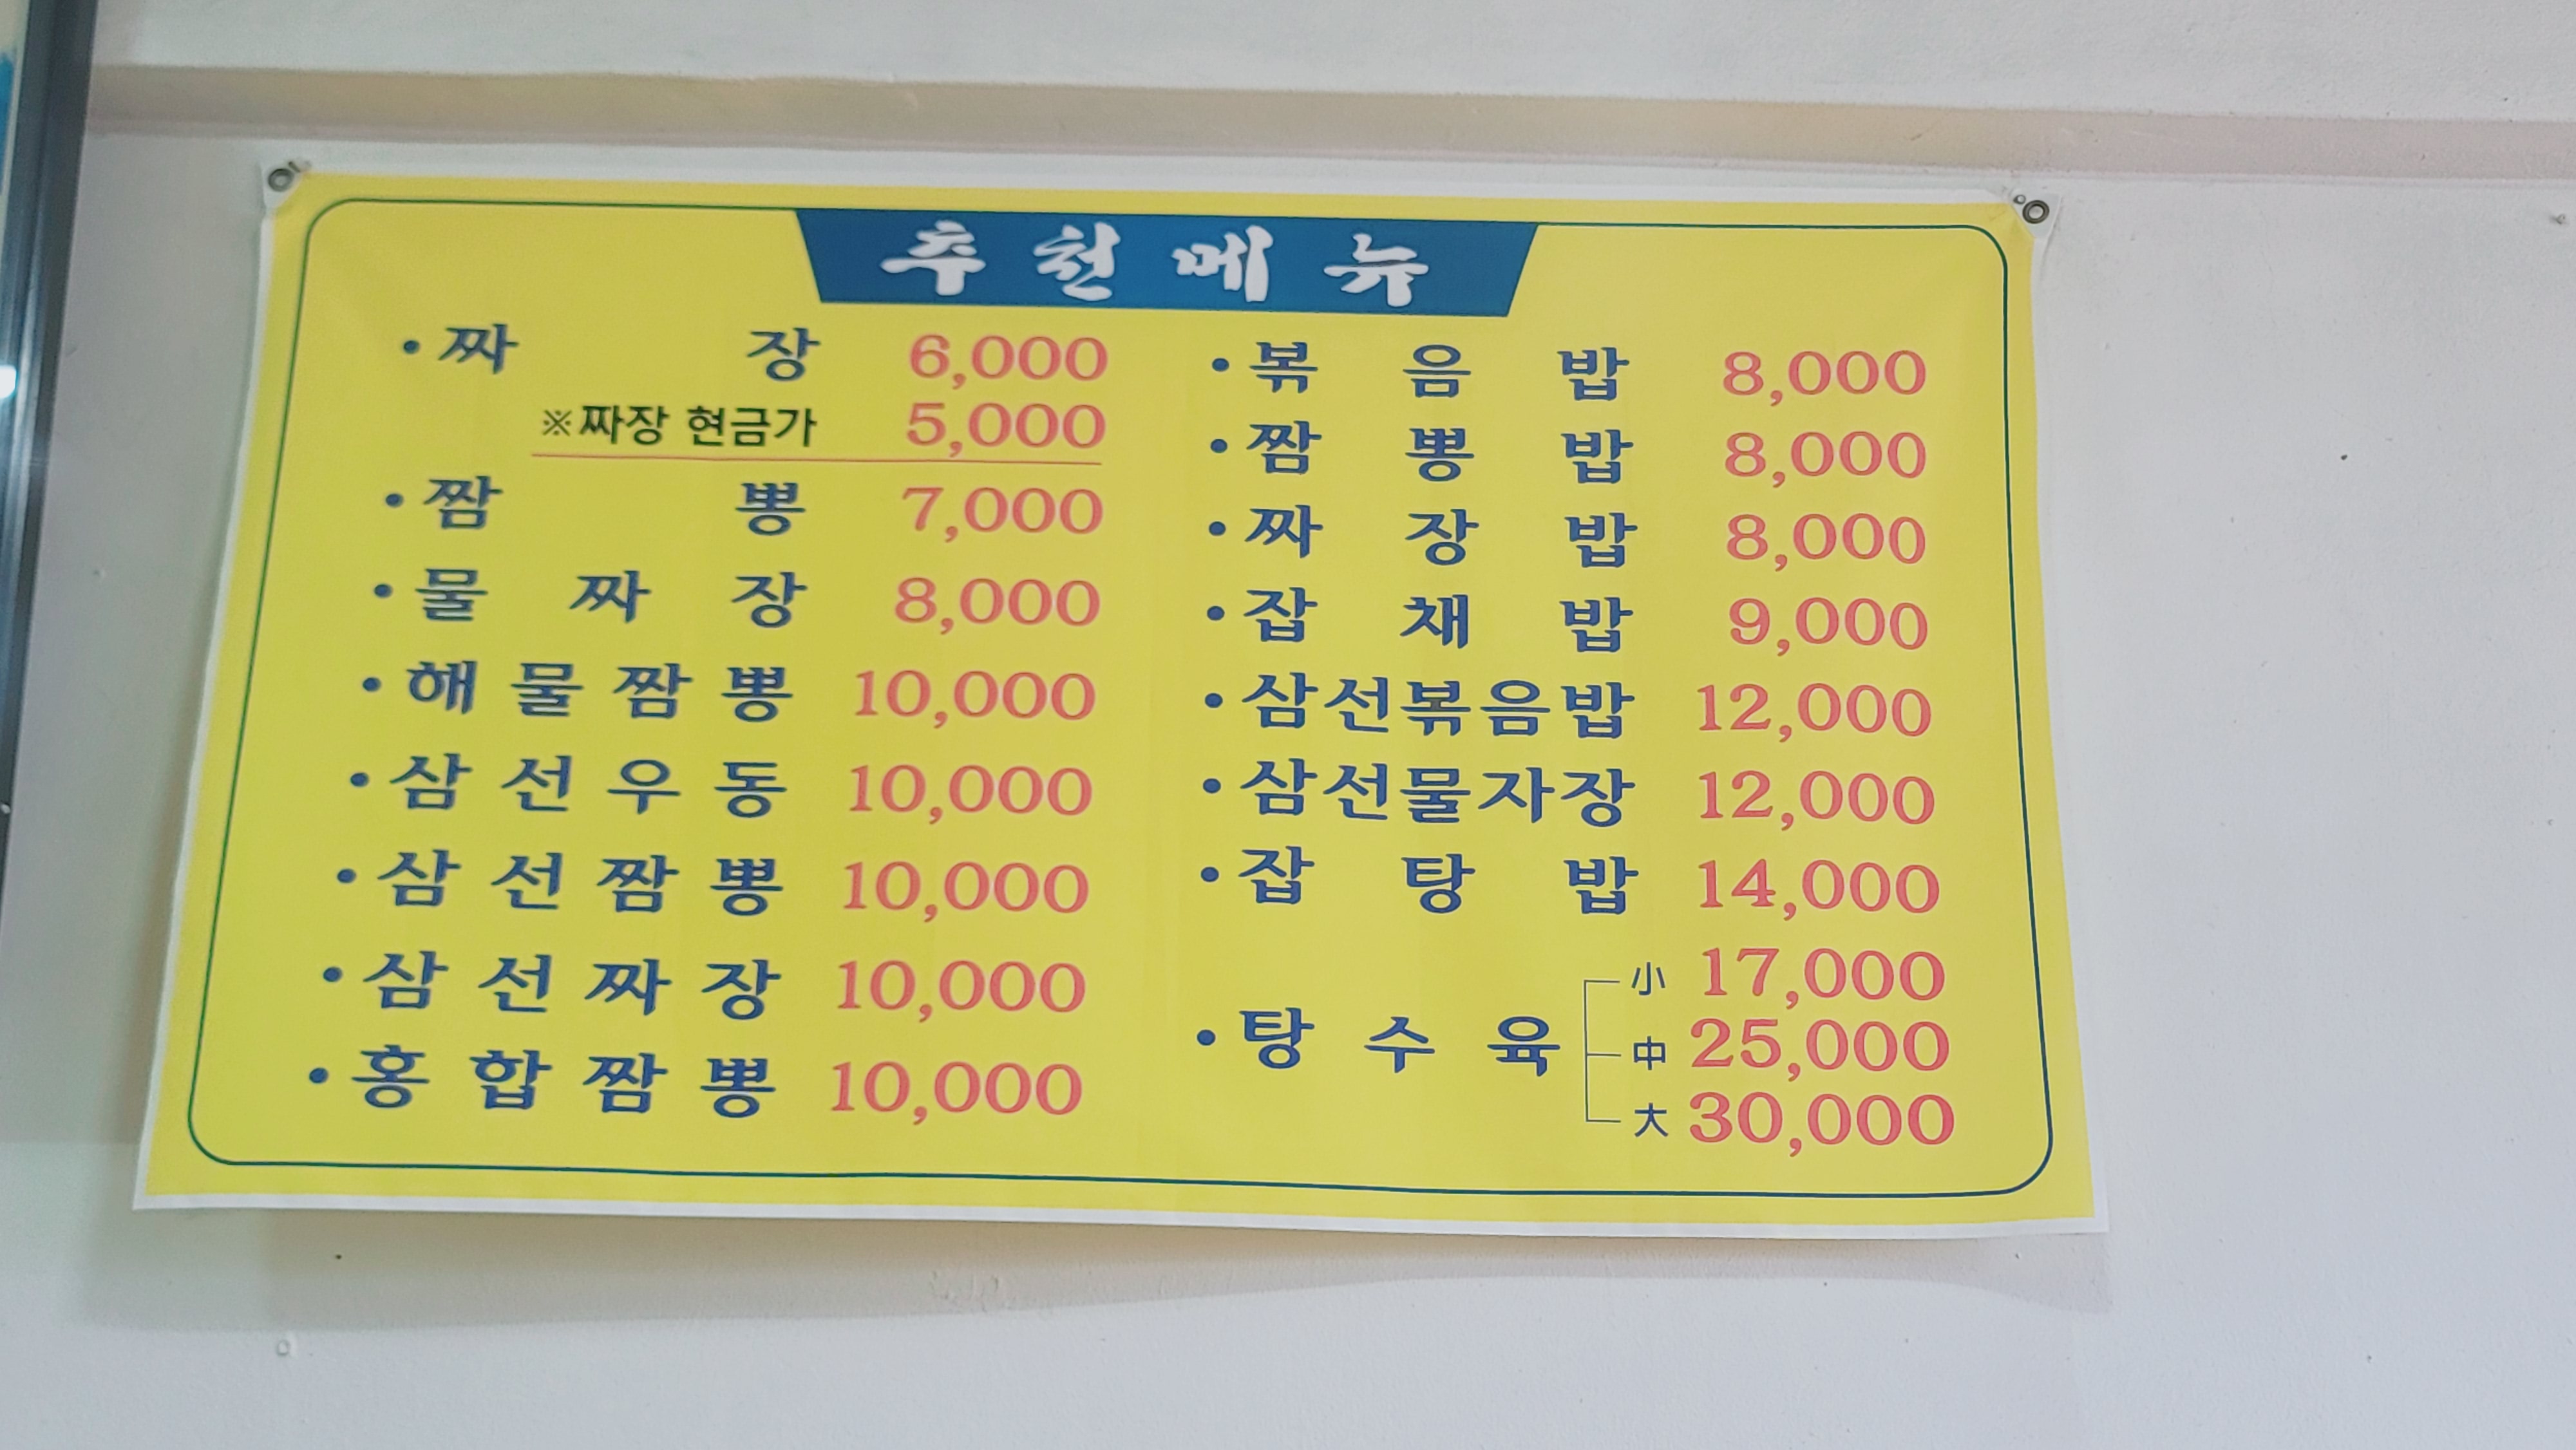 추천메뉴
• 짜장 6,000
※짜장 현금가 5,000
• 짬뽕 7,000
• 물짜장 8,000
• 해물짬뽕 10,000
• 삼선우동 10,000
• 삼선짬뽕 10,000
• 삼선짜장 10,000
• 홍합짬뽕 10,000
• 볶음밥 8,000
• 짬뽕밥 8,000
• 짜장밥 8,000
• 잡채밥 9,000
• 삼선볶음밥 12,000
• 삼선물자장 12,000
• 잡탕밥 14,000
• 탕수육
小 17,000
中 25,000
大 30,000